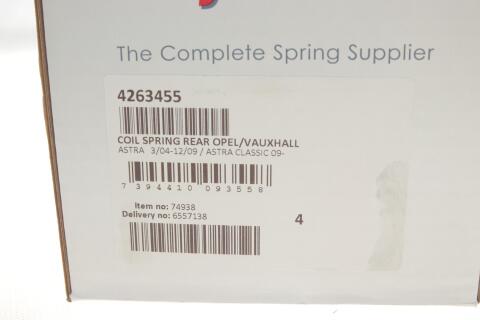 The Complete Spring Supplier
4263455
COIL SPRING REAR OPEL/VAUXHALL
ASTRA 3/04-12/09 / ASTRA CLASSIC 09-
7 394410 093558
Item no: 74938
Delivery no: 6557138
4